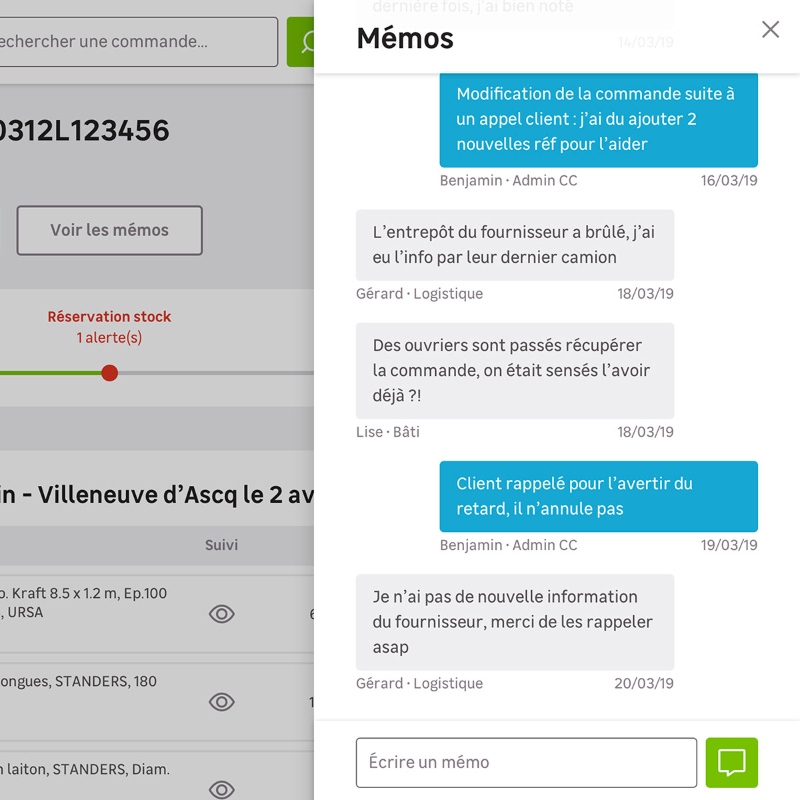 echercher une commande...
0312L123456
Voir les mémos
Réservation stock
1 alerte(s)
in - Villeneuve d’Ascq le 2 av
Suivi
o. Kraft 8.5 x 1.2 m, Ep.100
, URSA
6
ongues, STANDERS, 180
1
n laiton, STANDERS, Diam.
dernière fois, j’ai bien noté
14/03/19
Mémos
Modification de la commande suite à
un appel client : j’ai du ajouter 2
nouvelles réf pour l’aider
Benjamin · Admin CC 16/03/19
L’entrepôt du fournisseur a brûlé, j’ai
eu l’info par leur dernier camion
Gérard · Logistique 18/03/19
Des ouvriers sont passés récupérer
la commande, on était sensés l’avoir
déjà ?!
Lise · Bâti 18/03/19
Client rappelé pour l’avertir du
retard, il n’annule pas
Benjamin · Admin CC 19/03/19
Je n’ai pas de nouvelle information
du fournisseur, merci de les rappeler
asap
Gérard · Logistique 20/03/19
Écrire un mémo